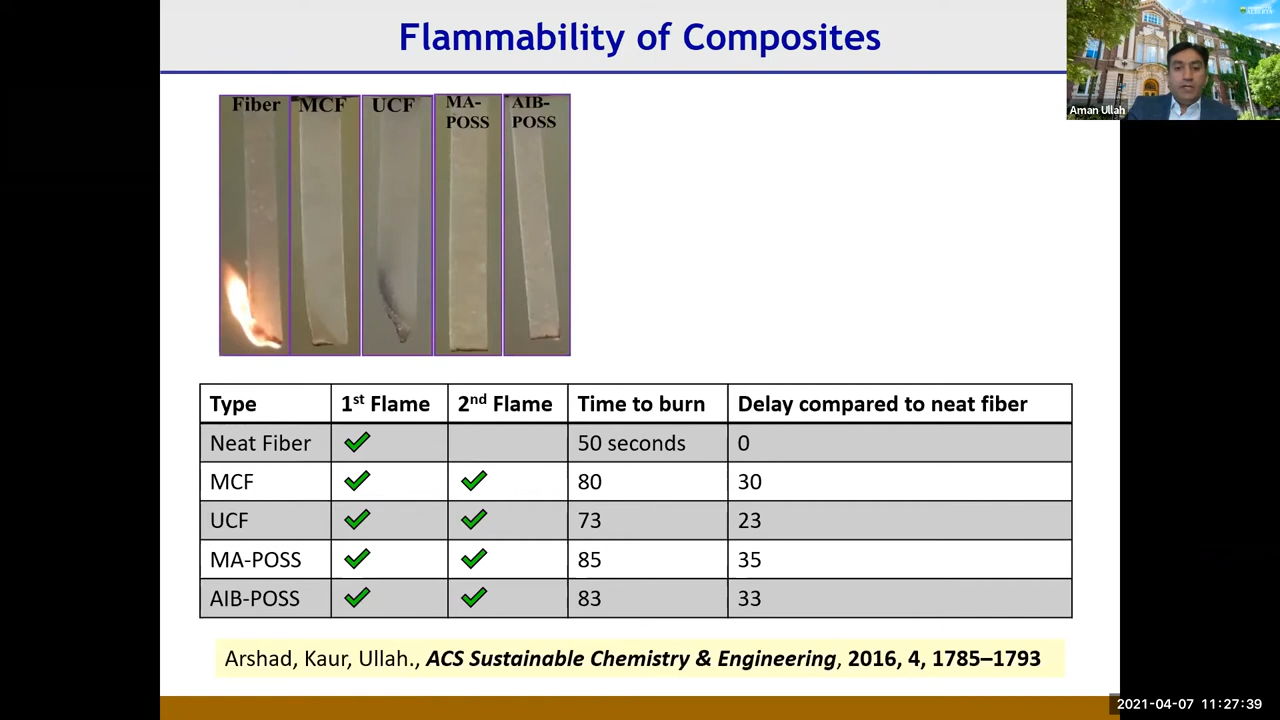 Flammability of Composites
Aman Ullah
Fiber MCF UCF MA-POSS AIB-POSS
Type 1st Flame 2nd Flame Time to burn Delay compared to neat fiber
Neat Fiber ✓ 50 seconds 0
MCF ✓ ✓ 80 30
UCF ✓ ✓ 73 23
MA-POSS ✓ ✓ 85 35
AIB-POSS ✓ ✓ 83 33
Arshad, Kaur, Ullah., ACS Sustainable Chemistry & Engineering, 2016, 4, 1785–1793
2021-04-07 11:27:39